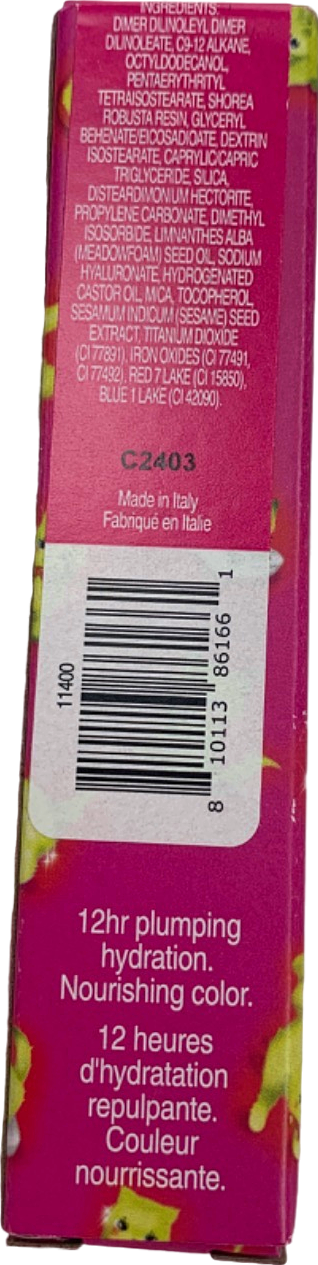 INGREDIENTS:
DIMER DILINOLEYL DIMER
DILINOLEATE, C9-12 ALKANE,
OCTYLDODECANOL,
PENTAERYTHRITYL
TETRAISOSTEARATE, SHOREA
ROBUSTA RESIN, GLYCERYL
BEHENATE/EICOSADIOATE, DEXTRIN
ISOSTEARATE, CAPRYLIC/CAPRIC
TRIGLYCERIDE, SILICA,
DISTEARDIMONIUM HECTORITE,
PROPYLENE CARBONATE, DIMETHYL
ISOSORBIDE, LIMNANTHES ALBA
(MEADOWFOAM) SEED OIL, SODIUM
HYALURONATE, HYDROGENATED
CASTOR OIL, MICA, TOCOPHEROL,
SESAMUM INDICUM (SESAME) SEED
EXTRACT, TITANIUM DIOXIDE
(CI 77891), IRON OXIDES (CI 77491,
CI 77492), RED 7 LAKE (CI 15850),
BLUE 1 LAKE (CI 42090).
C2403
Made in Italy
Fabriqué en Italie
11400
8 10113 86166 1
12hr plumping
hydration.
Nourishing color.
12 heures
d'hydratation
repulpante.
Couleur
nourrissante.